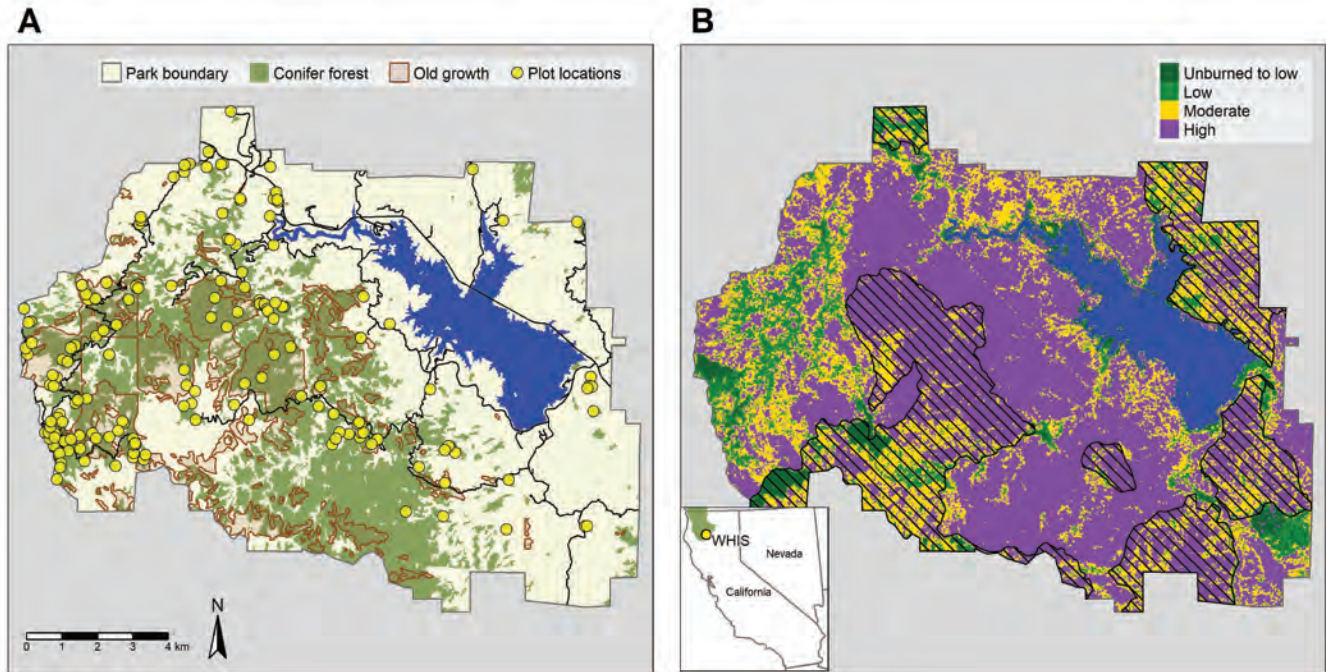 A
Park boundary Conifer forest Old growth Plot locations
N
0 1 2 3 4 km
B
Unburned to low
Low
Moderate
High
WHIS
Nevada
California